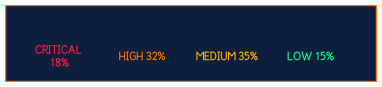 CRITICAL
18%
HIGH 32%
MEDIUM 35%
LOW 15%